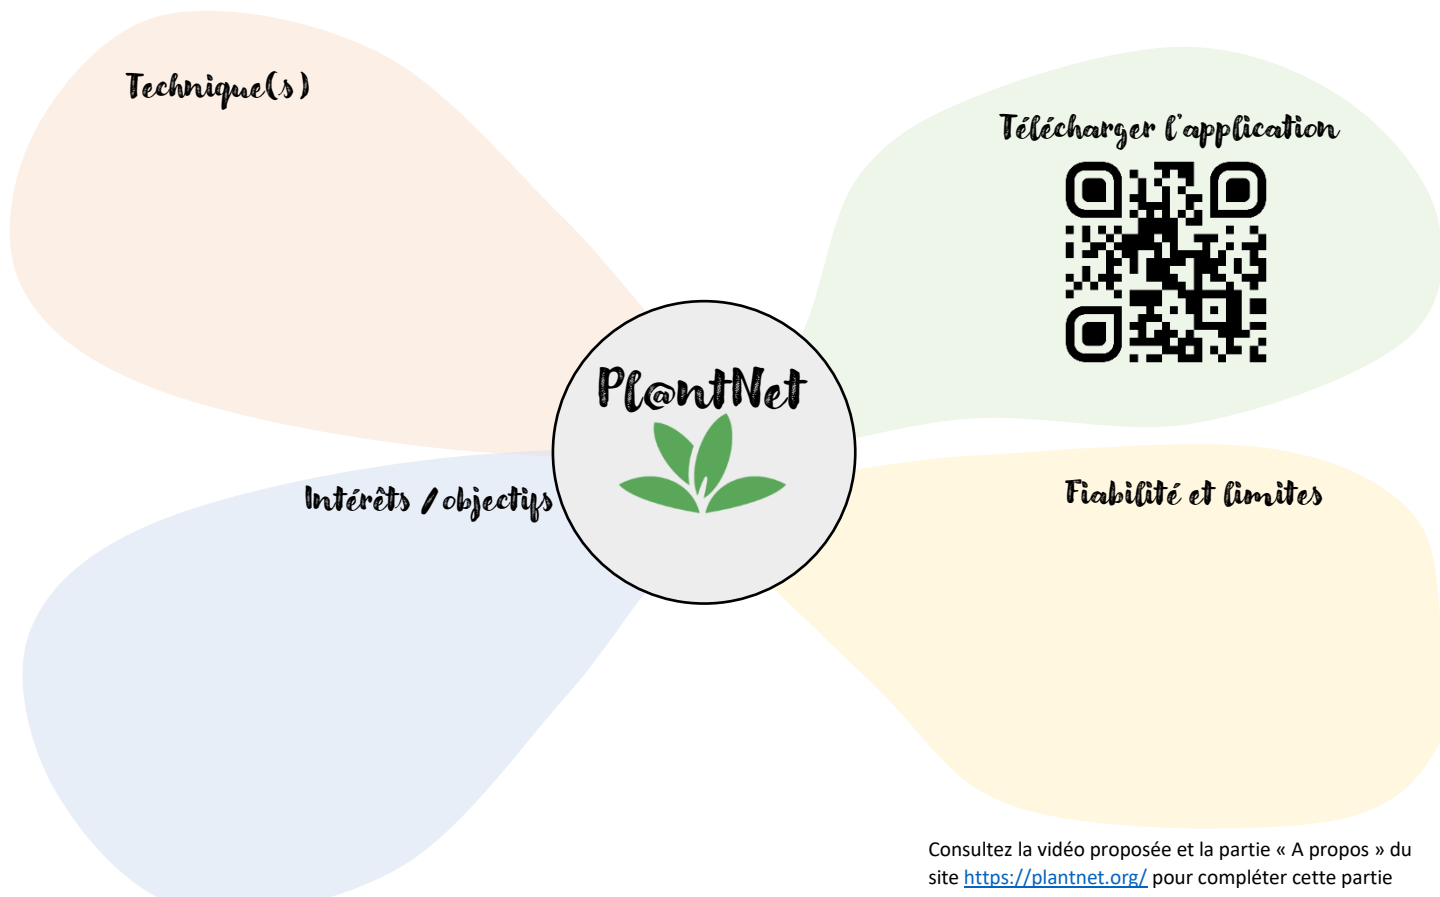 Technique(s)
Télécharger l'application
Pl@ntNet
Intérêts / objectifs
Fiabilité et limites
Consultez la vidéo proposée et la partie « A propos » du
site https://plantnet.org/ pour compléter cette partie